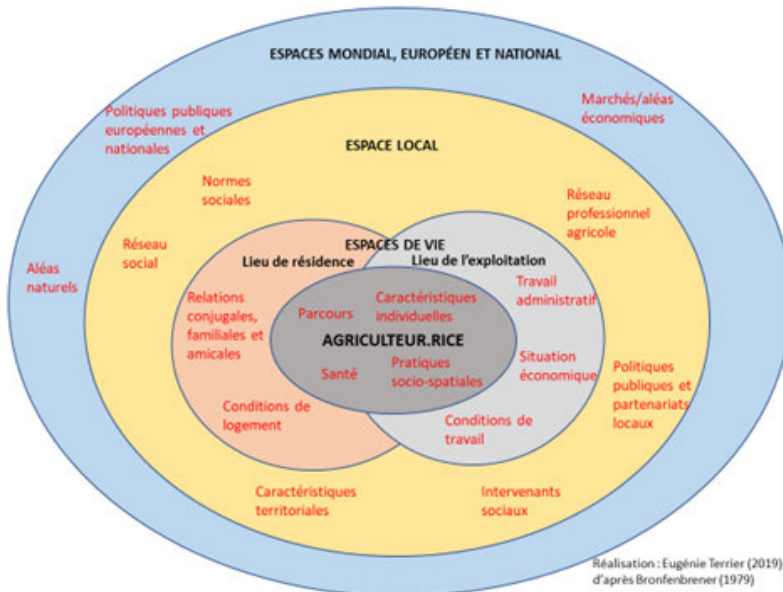 ESPACES MONDIAL, EUROPÉEN ET NATIONAL
Politiques publiques
européennes et
nationales
Marchés/aléas
économiques
ESPACE LOCAL
Normes
sociales
Réseau
professionnel
agricole
Réseau
social
Aléas
naturels
ESPACES DE VIE
Lieu de résidence
Lieu de l'exploitation
Travail
administratif
Relations
conjugales,
familiales et
amicales
Parcours
Caractéristiques
individuelles
AGRICULTEUR.RICE
Santé
Pratiques
socio-spatiales
Situation
économique
Politiques
publiques et
partenariats
locaux
Conditions de
logement
Conditions de
travail
Caractéristiques
territoriales
Intervenants
sociaux
Réalisation : Eugénie Terrier (2019)
d'après Bronfenbrener (1979)